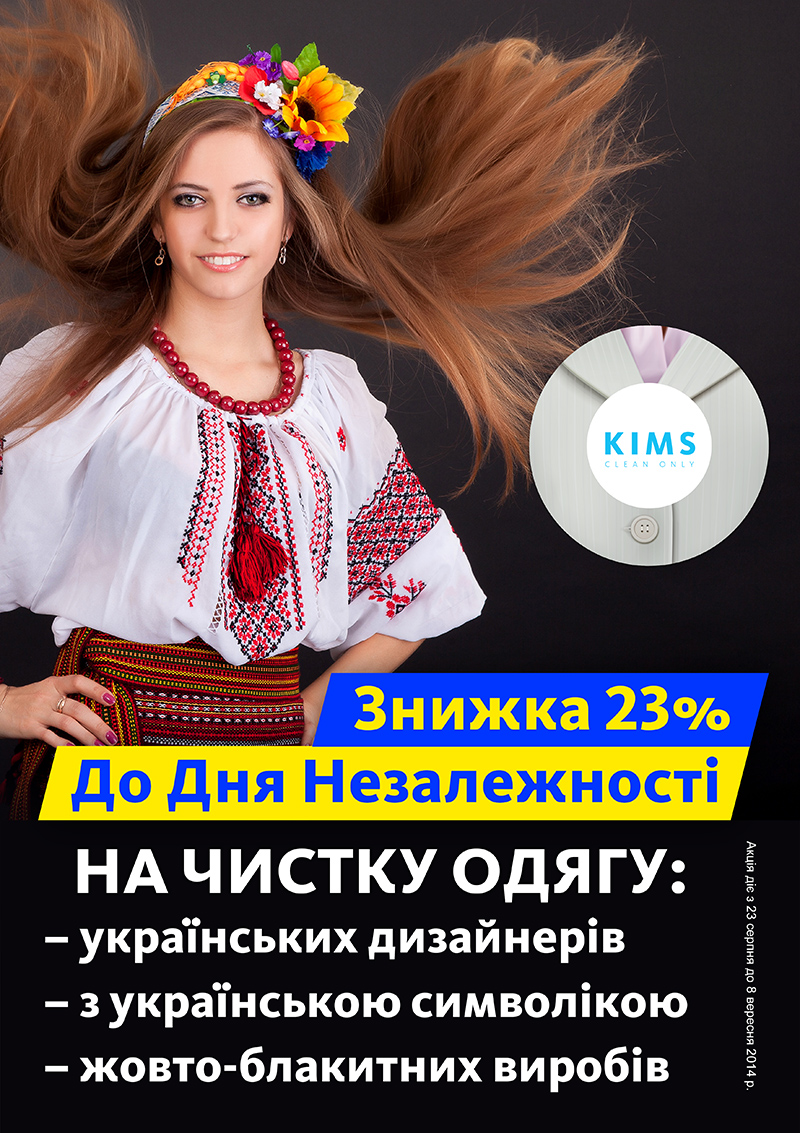 KIMS
CLEAN ONLY
Знижка 23%
До Дня Незалежності
НА ЧИСТКУ ОДЯГУ:
– українських дизайнерів
– з українською символікою
– жовто-блакитних виробів
Акція діє з 23 серпня до 8 вересня 2014 р.